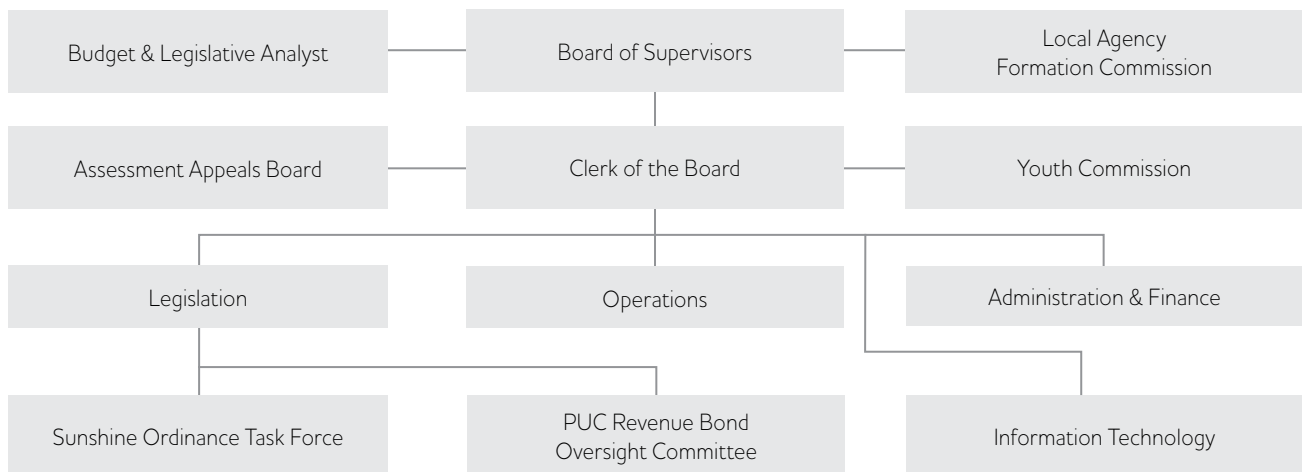 Budget & Legislative Analyst
Board of Supervisors
Local Agency
Formation Commission
Assessment Appeals Board
Clerk of the Board
Youth Commission
Legislation
Operations
Administration & Finance
Sunshine Ordinance Task Force
PUC Revenue Bond
Oversight Committee
Information Technology